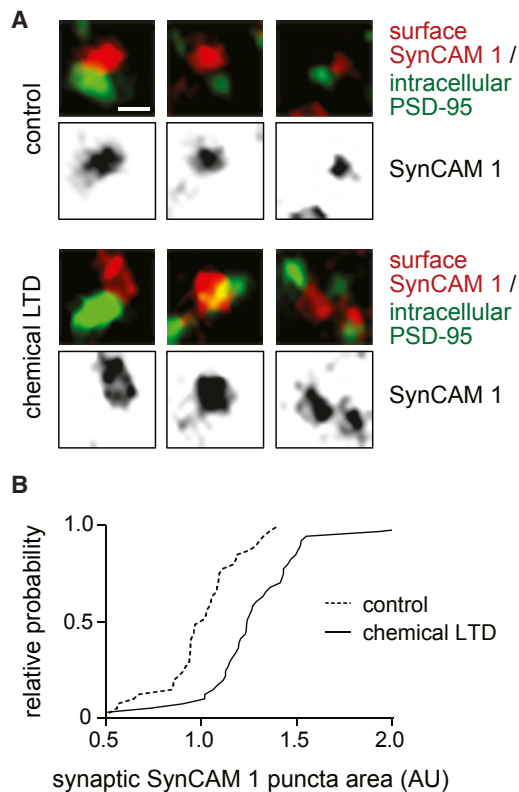 A
control
surface
SynCAM 1 /
intracellular
PSD-95
SynCAM 1
chemical LTD
surface
SynCAM 1 /
intracellular
PSD-95
SynCAM 1
B
relative probability
1.0
0.5
0.5
1.0
1.5
2.0
control
chemical LTD
synaptic SynCAM 1 puncta area (AU)